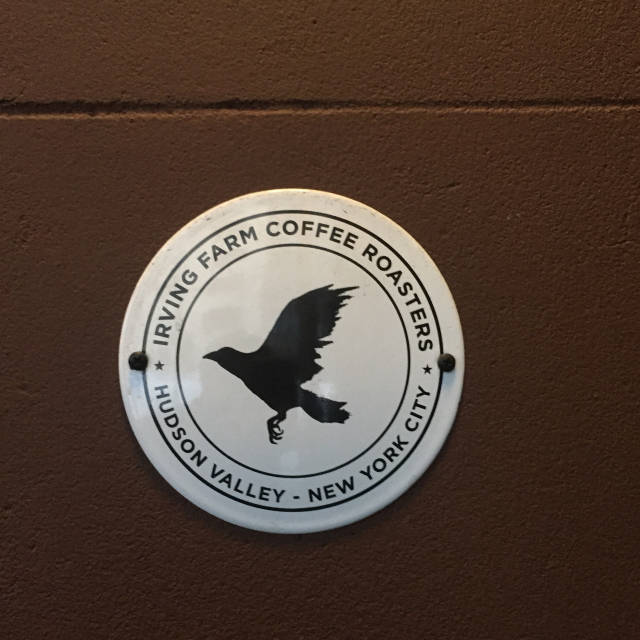 IRVING FARM COFFEE ROASTERS
HUDSON VALLEY - NEW YORK CITY